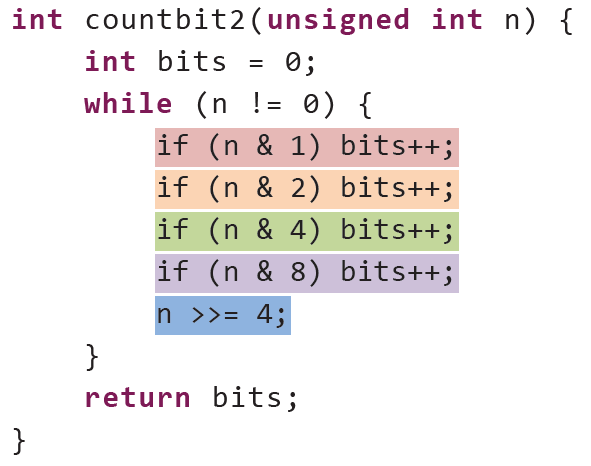 int countbit2(unsigned int n) {
    int bits = 0;
    while (n != 0) {
        if (n & 1) bits++;
        if (n & 2) bits++;
        if (n & 4) bits++;
        if (n & 8) bits++;
        n >>= 4;
    }
    return bits;
}